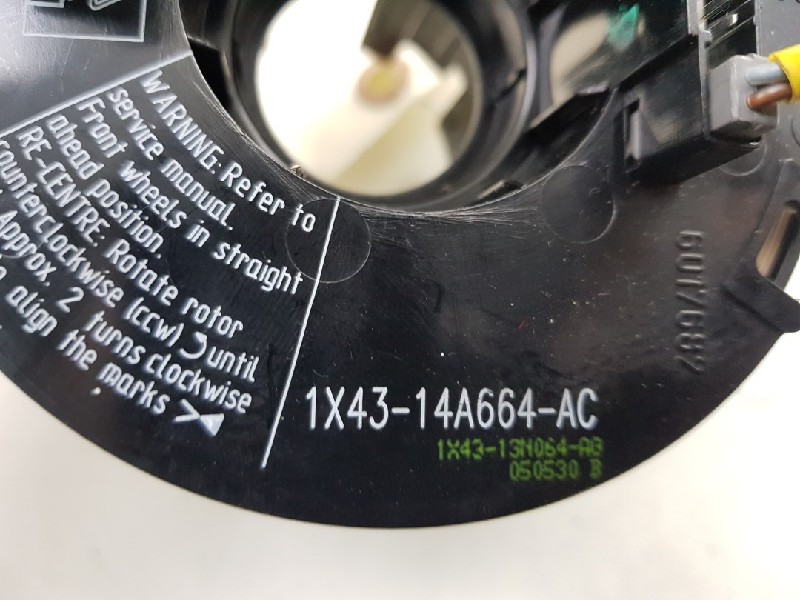 WARNING: Refer to
service manual.
Front wheels in straight
ahead position.
RE-CENTRE: Rotate rotor
Counterclockwise (ccw) until
Approx. 2 turns clockwise
align the marks
1X43-14A664-AC
1X43-13N064-AG
050530 B
6017682